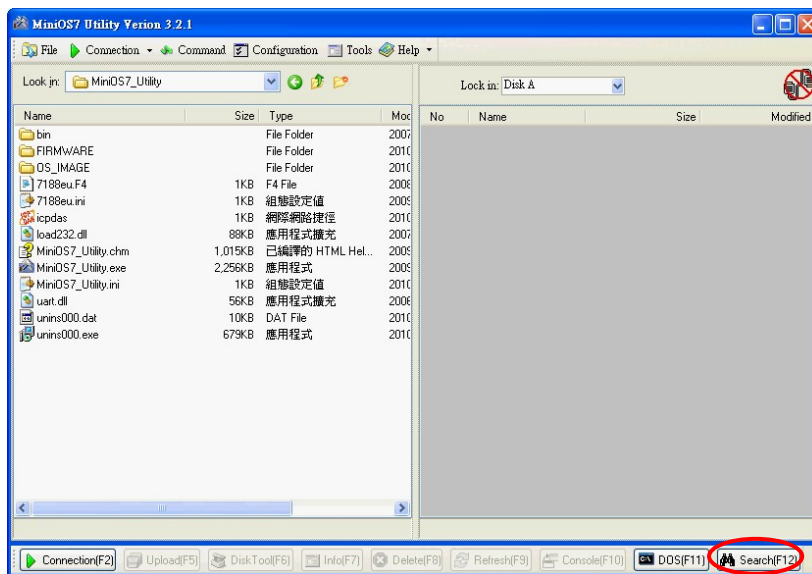 MiniOS7 Utility Verion 3.2.1
File Connection Command Configuration Tools Help
Look in: MiniOS7_Utility
Lock in: Disk A
Name Size Type Mod
No Name Size Modified
bin File Folder 2007
FIRMWARE File Folder 2010
OS_IMAGE File Folder 2010
7188eu.F4 1KB F4 File 2008
7188eu.ini 1KB 組態設定值 2009
icpdas 1KB 網際網路捷徑 2010
load232.dll 88KB 應用程式擴充 2007
MiniOS7_Utility.chm 1,015KB 已編譯的 HTML Hel... 2009
MiniOS7_Utility.exe 2,256KB 應用程式 2009
MiniOS7_Utility.ini 1KB 組態設定值 2010
uart.dll 56KB 應用程式擴充 2008
unins000.dat 10KB DAT File 2010
unins000.exe 679KB 應用程式 2010
Connection(F2) Upload(F5) DiskTool(F6) Info(F7) Delete(F8) Refresh(F9) Console(F10) DOS(F11) Search(F12)